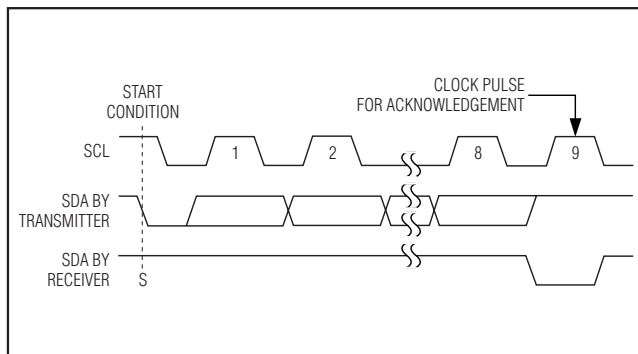 START
CONDITION
CLOCK PULSE
FOR ACKNOWLEDGEMENT
SCL
1
2
8
9
SDA BY
TRANSMITTER
SDA BY
RECEIVER
S